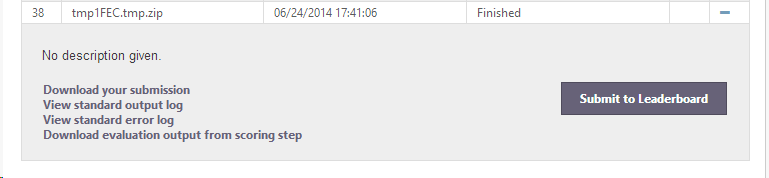 38 tmp1FEC.tmp.zip 06/24/2014 17:41:06 Finished
No description given.
Download your submission
View standard output log
View standard error log
Download evaluation output from scoring step
Submit to Leaderboard